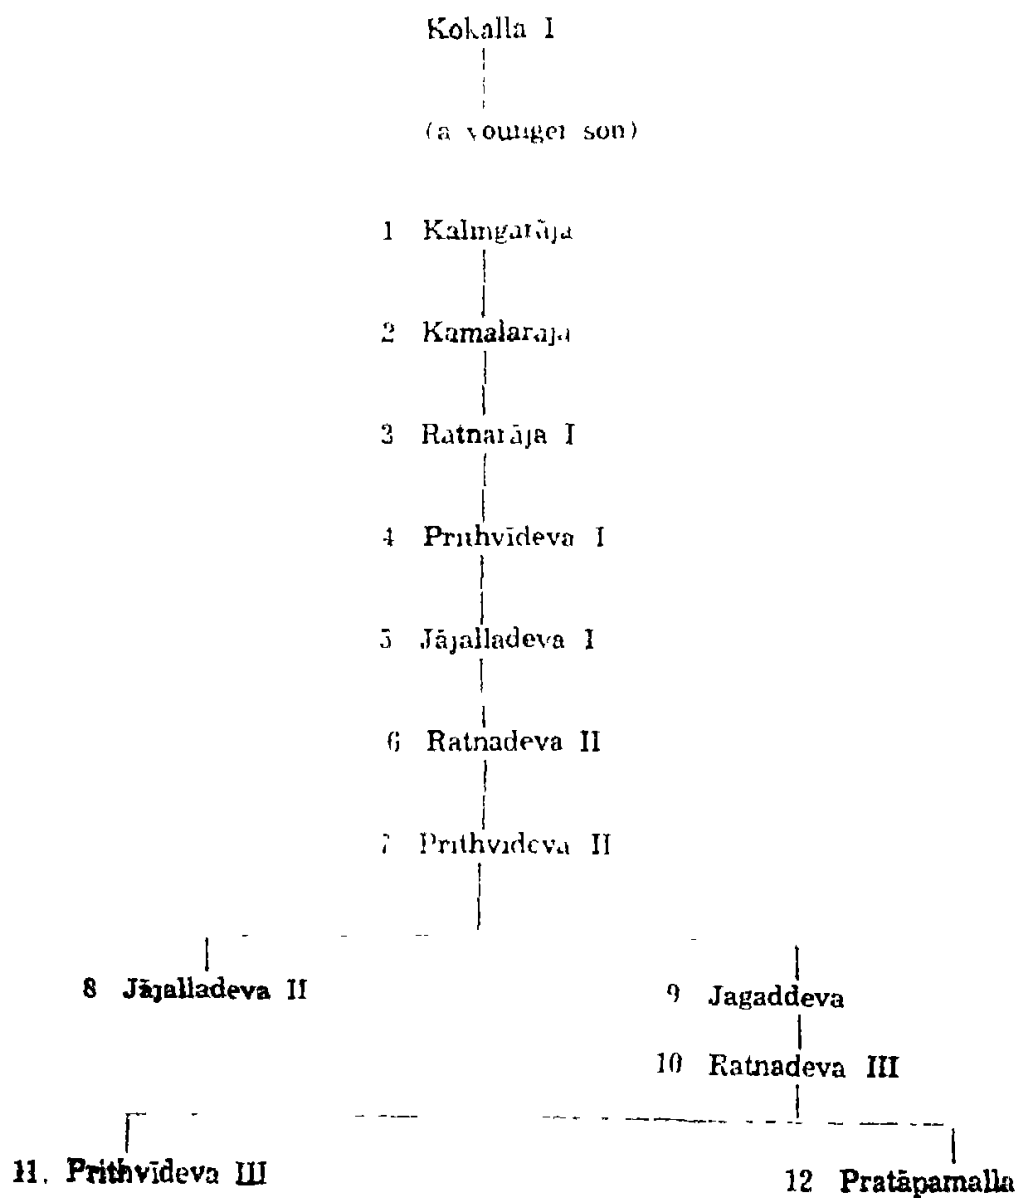 Kokalla I
(a younger son)
1 Kalingarāja
2 Kamalarāja
3 Ratnarāja I
4 Prithvīdeva I
5 Jājalladeva I
6 Ratnadeva II
7 Prithvideva II
8 Jājalladeva II
9 Jagaddeva
10 Ratnadeva III
11. Prithvīdeva III
12 Pratāpamalla